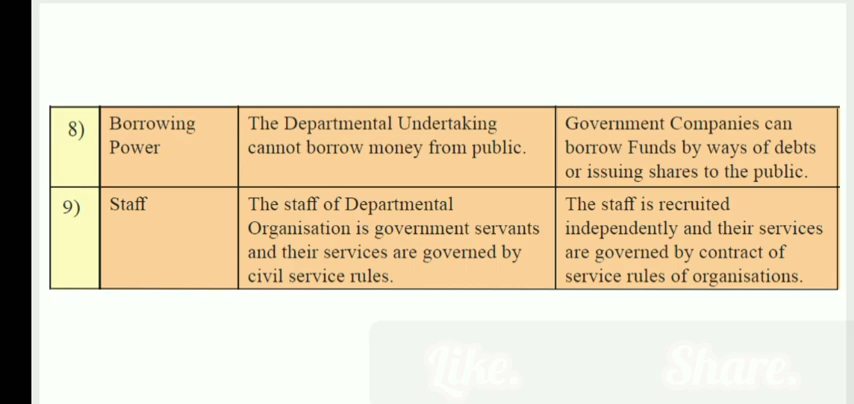 8)
Borrowing
Power
The Departmental Undertaking
cannot borrow money from public.
Government Companies can
borrow Funds by ways of debts
or issuing shares to the public.
9)
Staff
The staff of Departmental
Organisation is government servants
and their services are governed by
civil service rules.
The staff is recruited
independently and their services
are governed by contract of
service rules of organisations.
Like.
Share.